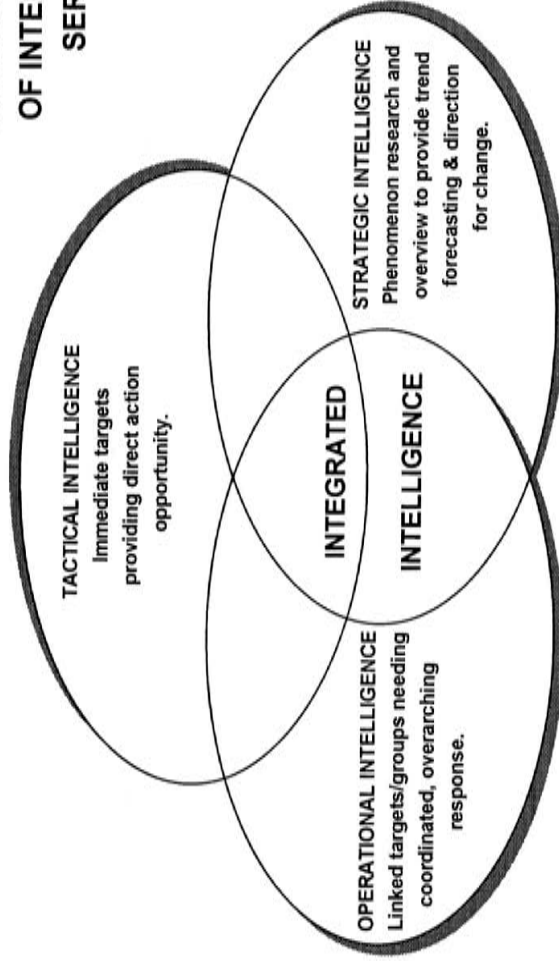 OF INTE
SER
TACTICAL INTELLIGENCE
Immediate targets
providing direct action
opportunity.
INTEGRATED
INTELLIGENCE
OPERATIONAL INTELLIGENCE
Linked targets/groups needing
coordinated, overarching
response.
STRATEGIC INTELLIGENCE
Phenomenon research and
overview to provide trend
forecasting & direction
for change.